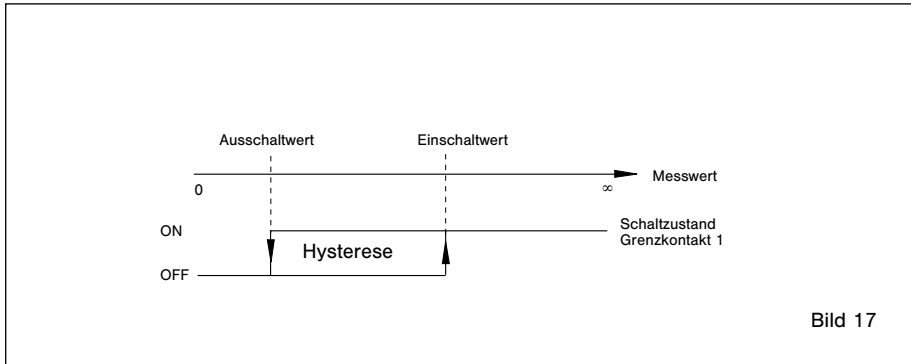 Ausschaltwert
Einschaltwert
Messwert
0
∞
ON
Schaltzustand
Grenzkontakt 1
Hysterese
OFF
Bild 17